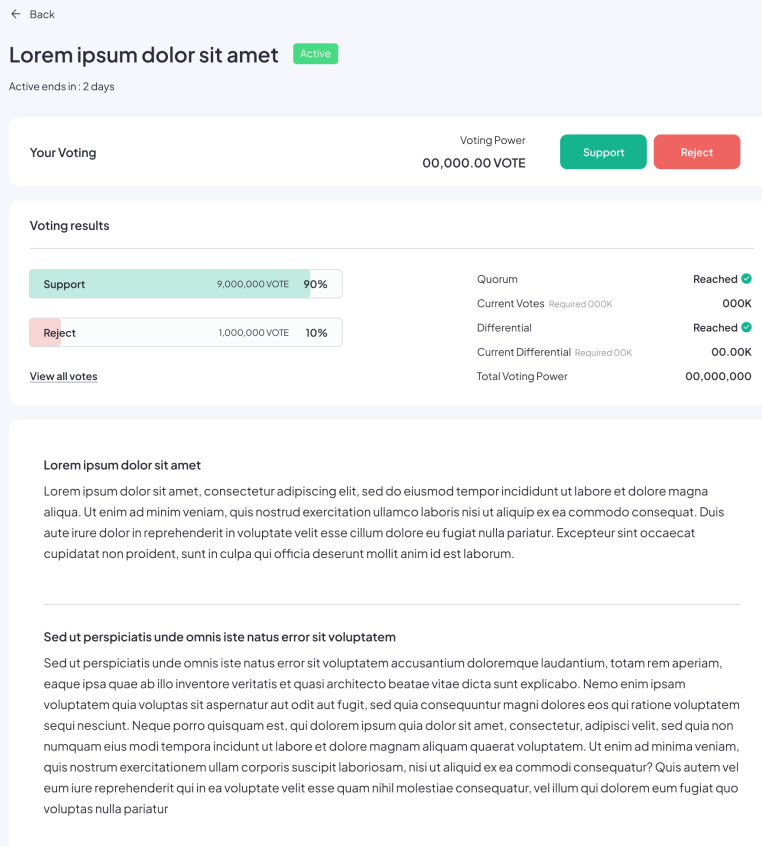 Back
Lorem ipsum dolor sit amet Active
Active ends in : 2 days
Your Voting
Voting Power
00,000.00 VOTE
Support
Reject
Voting results
Support 9,000,000 VOTE 90%
Reject 1,000,000 VOTE 10%
View all votes
Quorum Reached
Current Votes Required 000K 000K
Differential Reached
Current Differential Required 00K 00.00K
Total Voting Power 00,000,000
Lorem ipsum dolor sit amet
Lorem ipsum dolor sit amet, consectetur adipiscing elit, sed do eiusmod tempor incididunt ut labore et dolore magna
aliqua. Ut enim ad minim veniam, quis nostrud exercitation ullamco laboris nisi ut aliquip ex ea commodo consequat. Duis
aute irure dolor in reprehenderit in voluptate velit esse cillum dolore eu fugiat nulla pariatur. Excepteur sint occaecat
cupidatat non proident, sunt in culpa qui officia deserunt mollit anim id est laborum.
Sed ut perspiciatis unde omnis iste natus error sit voluptatem
Sed ut perspiciatis unde omnis iste natus error sit voluptatem accusantium doloremque laudantium, totam rem aperiam,
eaque ipsa quae ab illo inventore veritatis et quasi architecto beatae vitae dicta sunt explicabo. Nemo enim ipsam
voluptatem quia voluptas sit aspernatur aut odit aut fugit, sed quia consequuntur magni dolores eos qui ratione voluptatem
sequi nesciunt. Neque porro quisquam est, qui dolorem ipsum quia dolor sit amet, consectetur, adipisci velit, sed quia non
numquam eius modi tempora incidunt ut labore et dolore magnam aliquam quaerat voluptatem. Ut enim ad minima veniam,
quis nostrum exercitationem ullam corporis suscipit laboriosam, nisi ut aliquid ex ea commodi consequatur? Quis autem vel
eum iure reprehenderit qui in ea voluptate velit esse quam nihil molestiae consequatur, vel illum qui dolorem eum fugiat quo
voluptas nulla pariatur